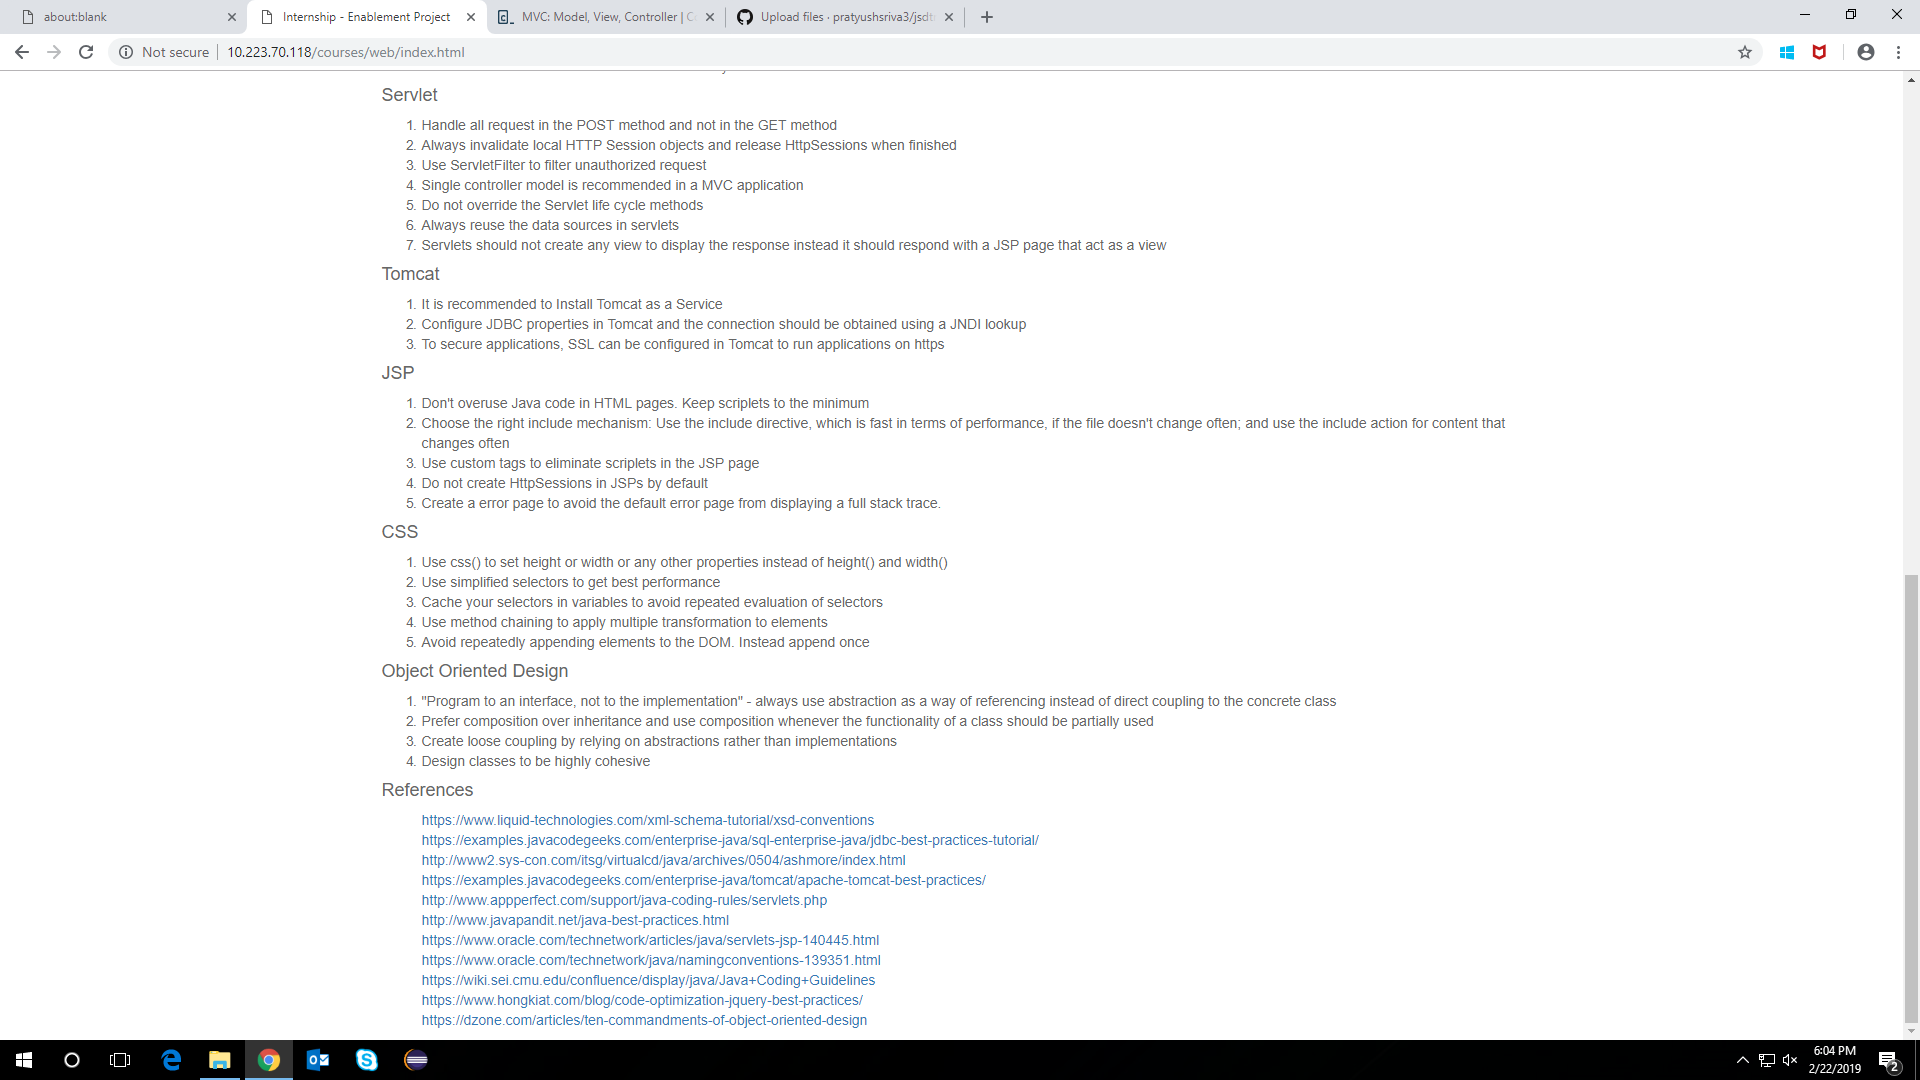 about:blank
Internship - Enablement Project
MVC: Model, View, Controller | C
Upload files · pratyushsriva3/jsdt
Not secure
10.223.70.118/courses/web/index.html
Servlet
1. Handle all request in the POST method and not in the GET method
2. Always invalidate local HTTP Session objects and release HttpSessions when finished
3. Use ServletFilter to filter unauthorized request
4. Single controller model is recommended in a MVC application
5. Do not override the Servlet life cycle methods
6. Always reuse the data sources in servlets
7. Servlets should not create any view to display the response instead it should respond with a JSP page that act as a view
Tomcat
1. It is recommended to Install Tomcat as a Service
2. Configure JDBC properties in Tomcat and the connection should be obtained using a JNDI lookup
3. To secure applications, SSL can be configured in Tomcat to run applications on https
JSP
1. Don't overuse Java code in HTML pages. Keep scriplets to the minimum
2. Choose the right include mechanism: Use the include directive, which is fast in terms of performance, if the file doesn't change often; and use the include action for content that
changes often
3. Use custom tags to eliminate scriplets in the JSP page
4. Do not create HttpSessions in JSPs by default
5. Create a error page to avoid the default error page from displaying a full stack trace.
CSS
1. Use css() to set height or width or any other properties instead of height() and width()
2. Use simplified selectors to get best performance
3. Cache your selectors in variables to avoid repeated evaluation of selectors
4. Use method chaining to apply multiple transformation to elements
5. Avoid repeatedly appending elements to the DOM. Instead append once
Object Oriented Design
1. "Program to an interface, not to the implementation" - always use abstraction as a way of referencing instead of direct coupling to the concrete class
2. Prefer composition over inheritance and use composition whenever the functionality of a class should be partially used
3. Create loose coupling by relying on abstractions rather than implementations
4. Design classes to be highly cohesive
References
https://www.liquid-technologies.com/xml-schema-tutorial/xsd-conventions
https://examples.javacodegeeks.com/enterprise-java/sql-enterprise-java/jdbc-best-practices-tutorial/
http://www2.sys-con.com/itsg/virtualcd/java/archives/0504/ashmore/index.html
https://examples.javacodegeeks.com/enterprise-java/tomcat/apache-tomcat-best-practices/
http://www.appperfect.com/support/java-coding-rules/servlets.php
http://www.javapandit.net/java-best-practices.html
https://www.oracle.com/technetwork/articles/java/servlets-jsp-140445.html
https://www.oracle.com/technetwork/java/namingconventions-139351.html
https://wiki.sei.cmu.edu/confluence/display/java/Java+Coding+Guidelines
https://www.hongkiat.com/blog/code-optimization-jquery-best-practices/
https://dzone.com/articles/ten-commandments-of-object-oriented-design
6:04 PM
2/22/2019
2